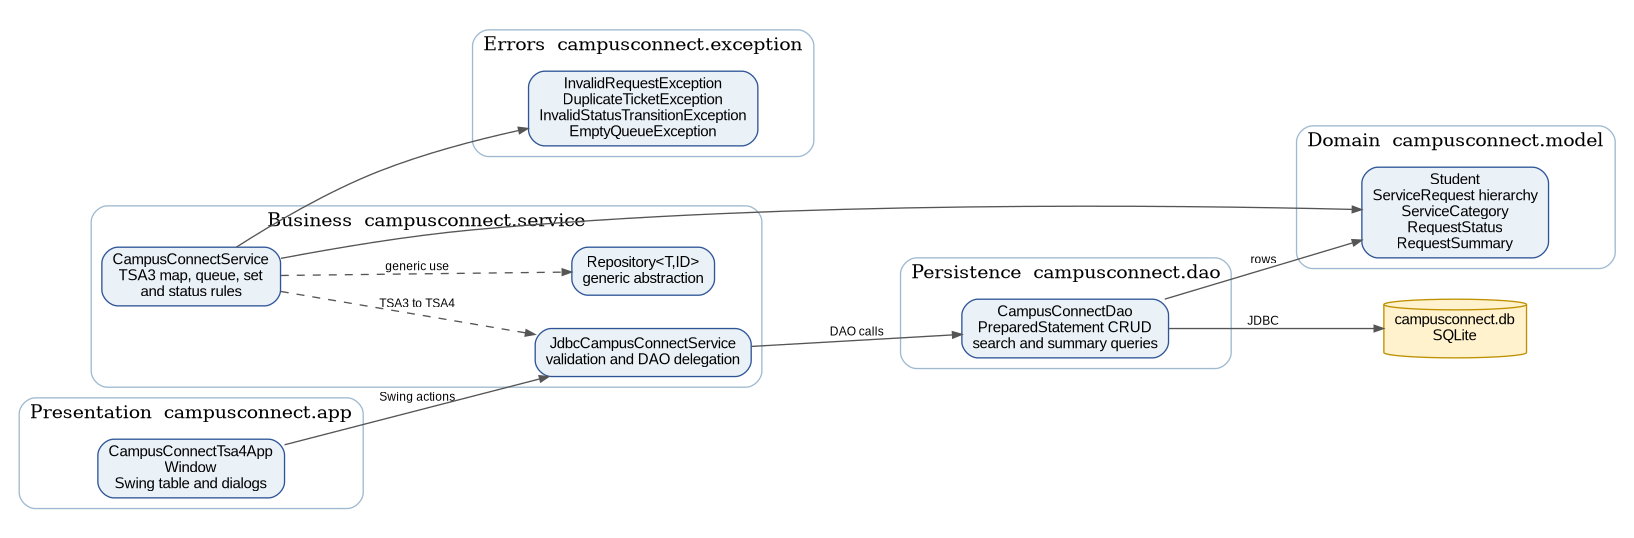 Errors  campusconnect.exception
InvalidRequestException
DuplicateTicketException
InvalidStatusTransitionException
EmptyQueueException
Domain  campusconnect.model
Student
ServiceRequest hierarchy
ServiceCategory
RequestStatus
RequestSummary
Business  campusconnect.service
CampusConnectService
TSA3 map, queue, set
and status rules
generic use
Repository<T,ID>
generic abstraction
TSA3 to TSA4
JdbcCampusConnectService
validation and DAO delegation
DAO calls
Persistence  campusconnect.dao
CampusConnectDao
PreparedStatement CRUD
search and summary queries
rows
JDBC
campusconnect.db
SQLite
Swing actions
Presentation  campusconnect.app
CampusConnectTsa4App
Window
Swing table and dialogs